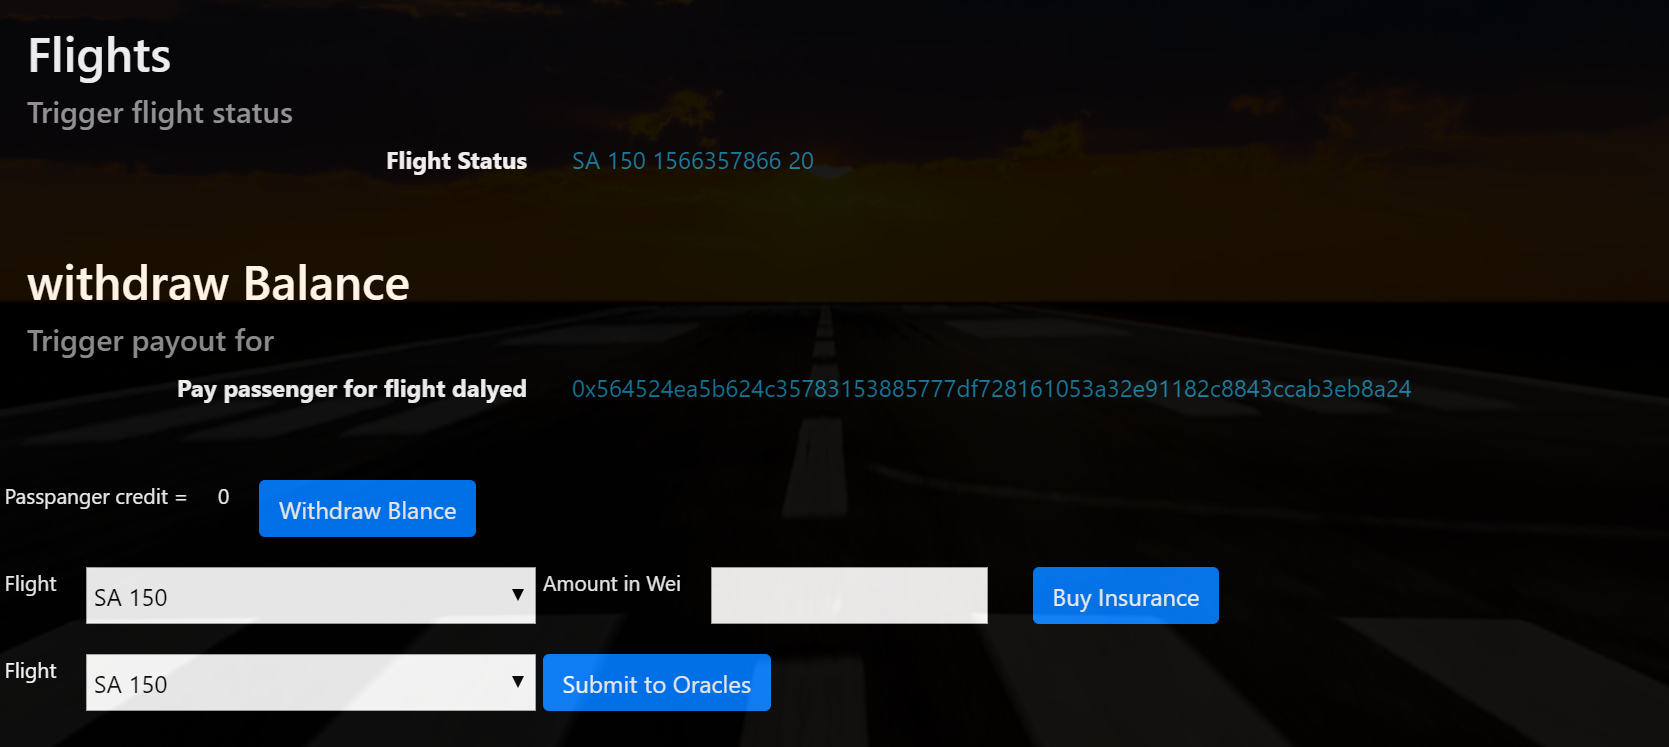 Flights
Trigger flight status
Flight Status SA 150 1566357866 20
withdraw Balance
Trigger payout for
Pay passenger for flight dalyed 0x564524ea5b624c35783153885777df728161053a32e91182c8843ccab3eb8a24
Passpanger credit = 0 Withdraw Blance
Flight SA 150 Amount in Wei Buy Insurance
Flight SA 150 Submit to Oracles